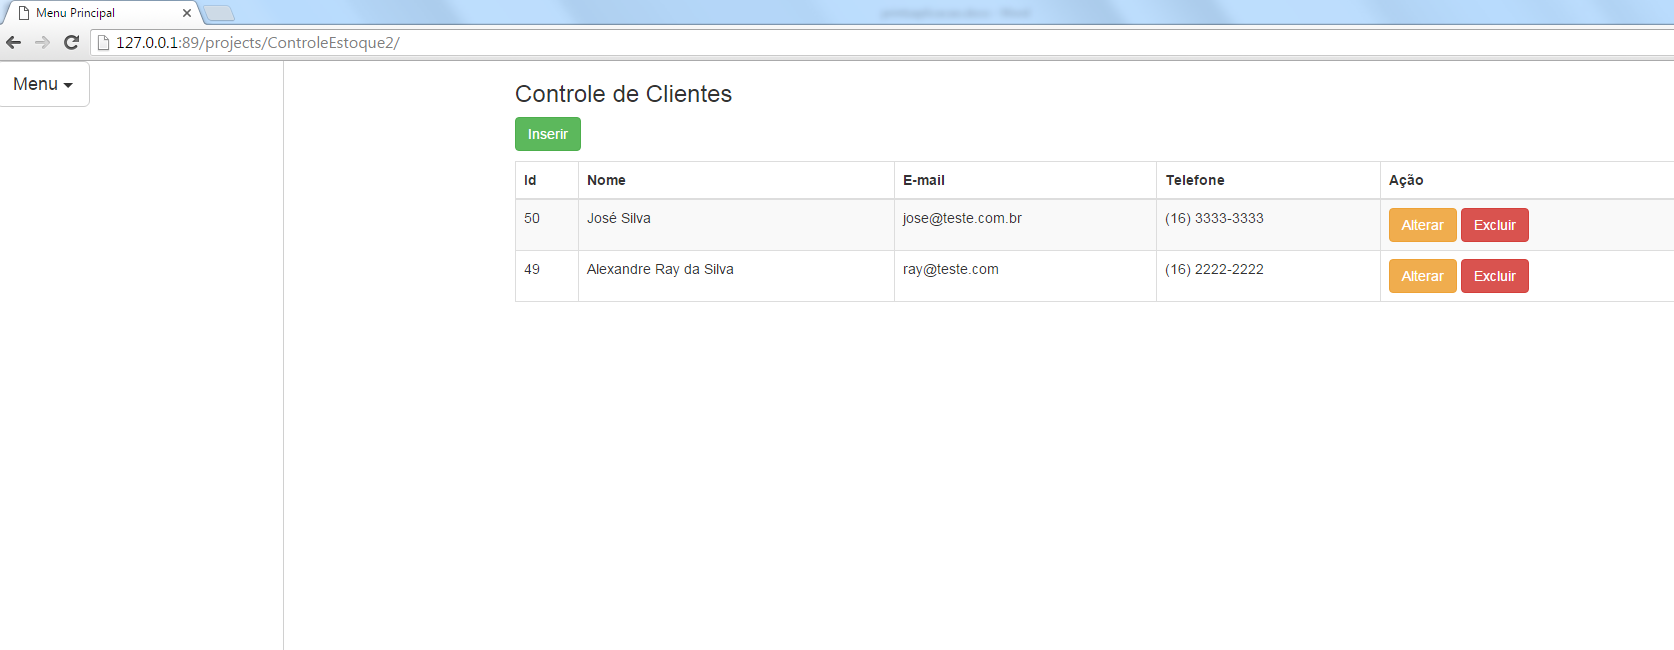 Menu Principal
127.0.0.1:89/projects/ControleEstoque2/
Menu
Controle de Clientes
Inserir
Id Nome E-mail Telefone Ação
50 José Silva jose@teste.com.br (16) 3333-3333 Alterar Excluir
49 Alexandre Ray da Silva ray@teste.com (16) 2222-2222 Alterar Excluir